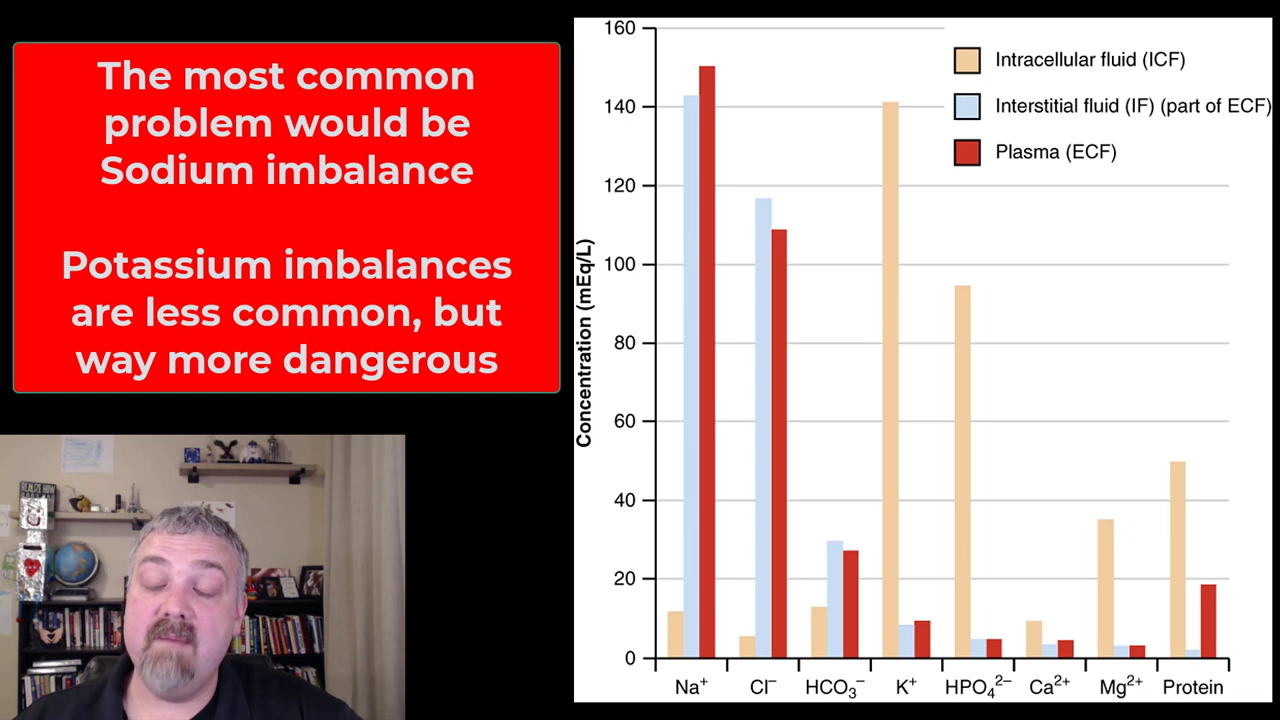 The most common
problem would be
Sodium imbalance
Potassium imbalances
are less common, but
way more dangerous
160
140
120
100
80
60
40
20
0
Concentration (mEq/L)
Intracellular fluid (ICF)
Interstitial fluid (IF) (part of ECF)
Plasma (ECF)
Na⁺
Cl⁻
HCO₃⁻
K⁺
HPO₄²⁻
Ca²⁺
Mg²⁺
Protein